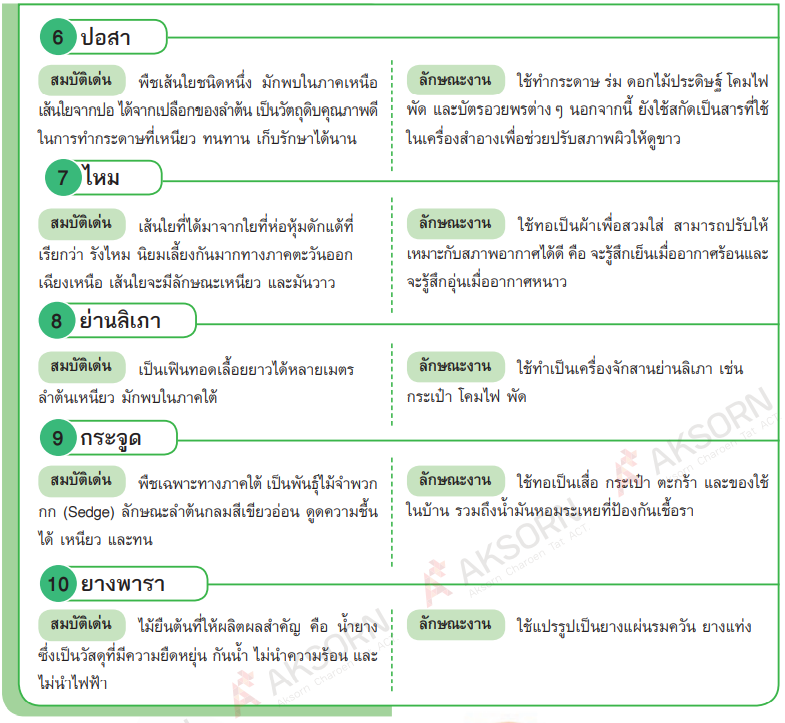 6 ปอสา
สมบัติเด่น พืชเส้นใยชนิดหนึ่ง มักพบในภาคเหนือ
เส้นใยจากปอ ได้จากเปลือกของลำต้น เป็นวัตถุดิบคุณภาพดี
ในการทำกระดาษที่เหนียว ทนทาน เก็บรักษาได้นาน
ลักษณะงาน ใช้ทำกระดาษ ร่ม ดอกไม้ประดิษฐ์ โคมไฟ
พัด และบัตรอวยพรต่าง ๆ นอกจากนี้ ยังใช้สกัดเป็นสารที่ใช้
ในเครื่องสำอางเพื่อช่วยปรับสภาพผิวให้ดูขาว
7 ไหม
สมบัติเด่น เส้นใยที่ได้มาจากใยที่ห่อหุ้มดักแด้ที่
เรียกว่า รังไหม นิยมเลี้ยงกันมากทางภาคตะวันออก
เฉียงเหนือ เส้นใยจะมีลักษณะเหนียว และมันวาว
ลักษณะงาน ใช้ทอเป็นผ้าเพื่อสวมใส่ สามารถปรับให้
เหมาะกับสภาพอากาศได้ดี คือ จะรู้สึกเย็นเมื่ออากาศร้อนและ
จะรู้สึกอุ่นเมื่ออากาศหนาว
8 ย่านลิเภา
สมบัติเด่น เป็นเฟินทอดเลื้อยยาวได้หลายเมตร
ลำต้นเหนียว มักพบในภาคใต้
ลักษณะงาน ใช้ทำเป็นเครื่องจักสานย่านลิเภา เช่น
กระเป๋า โคมไฟ พัด
9 กระจูด
สมบัติเด่น พืชเฉพาะทางภาคใต้ เป็นพันธุ์ไม้จำพวก
กก (Sedge) ลักษณะลำต้นกลมสีเขียวอ่อน ดูดความชื้น
ได้ เหนียว และทน
ลักษณะงาน ใช้ทอเป็นเสื่อ กระเป๋า ตะกร้า และของใช้
ในบ้าน รวมถึงน้ำมันหอมระเหยที่ป้องกันเชื้อรา
10 ยางพารา
สมบัติเด่น ไม้ยืนต้นที่ให้ผลิตผลสำคัญ คือ น้ำยาง
ซึ่งเป็นวัสดุที่มีความยืดหยุ่น กันน้ำ ไม่นำความร้อน และ
ไม่นำไฟฟ้า
ลักษณะงาน ใช้แปรรูปเป็นยางแผ่นรมควัน ยางแท่ง
AKSORN
Aksorn Charoen Tat ACT
AKSORN
Aksorn Charoen Tat ACT
AKSORN
Aksorn Charoen Tat ACT